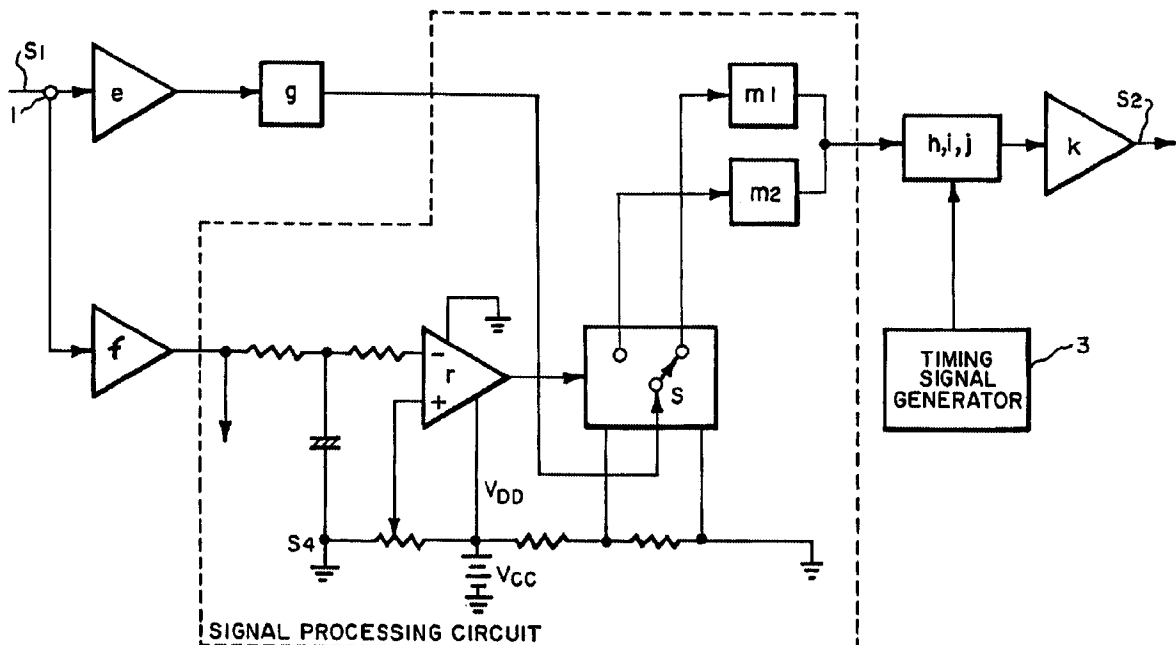 S1
1
e
g
m1
m2
h,i,j
k
S2
f
-
r
+
S
3
TIMING
SIGNAL
GENERATOR
VDD
S4
VCC
SIGNAL PROCESSING CIRCUIT